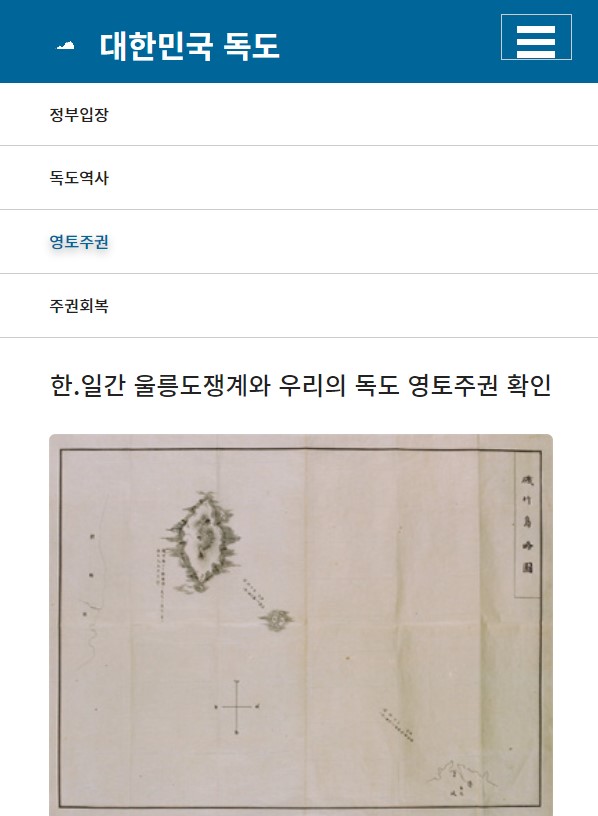 대한민국 독도
정부입장
독도역사
영토주권
주권회복
한.일간 울릉도쟁계와 우리의 독도 영토주권 확인
磯竹島略圖